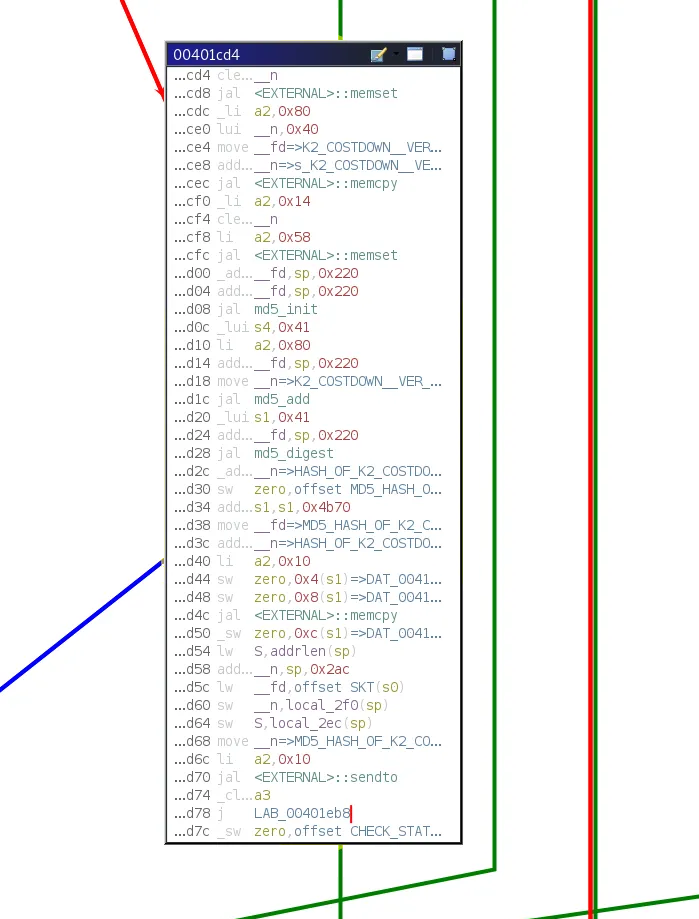 00401cd4
...cd4 cle...__n
...cd8 jal <EXTERNAL>::memset
...cdc _li a2,0x80
...ce0 lui __n,0x40
...ce4 move __fd=>K2_COSTDOWN__VER...
...ce8 add...__n=>s_K2_COSTDOWN__VE...
...cec jal <EXTERNAL>::memcpy
...cf0 _li a2,0x14
...cf4 cle...__n
...cf8 li a2,0x58
...cfc jal <EXTERNAL>::memset
...d00 _ad...__fd,sp,0x220
...d04 add...__fd,sp,0x220
...d08 jal md5_init
...d0c _lui s4,0x41
...d10 li a2,0x80
...d14 add...__fd,sp,0x220
...d18 move __n=>K2_COSTDOWN__VER_...
...d1c jal md5_add
...d20 _lui s1,0x41
...d24 add...__fd,sp,0x220
...d28 jal md5_digest
...d2c _ad...__n=>HASH_OF_K2_COSTDO...
...d30 sw zero,offset MD5_HASH_O...
...d34 add...s1,s1,0x4b70
...d38 move __fd=>MD5_HASH_OF_K2_C...
...d3c add...__n=>HASH_OF_K2_COSTDO...
...d40 li a2,0x10
...d44 sw zero,0x4(s1)=>DAT_0041...
...d48 sw zero,0x8(s1)=>DAT_0041...
...d4c jal <EXTERNAL>::memcpy
...d50 _sw zero,0xc(s1)=>DAT_0041...
...d54 lw S,addrlen(sp)
...d58 add...__n,sp,0x2ac
...d5c lw __fd,offset SKT(s0)
...d60 sw __n,local_2f0(sp)
...d64 sw S,local_2ec(sp)
...d68 move __n=>MD5_HASH_OF_K2_CO...
...d6c li a2,0x10
...d70 jal <EXTERNAL>::sendto
...d74 _cl...a3
...d78 j LAB_00401eb8
...d7c _sw zero,offset CHECK_STAT...